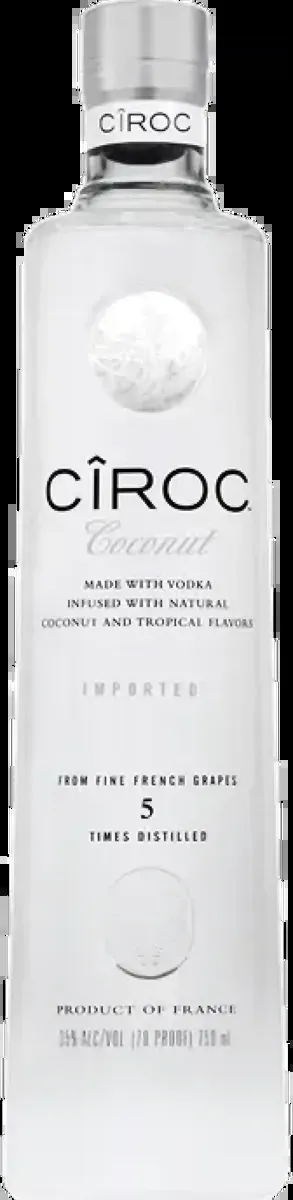 CÎROC
CÎROC
Coconut
MADE WITH VODKA
INFUSED WITH NATURAL
COCONUT AND TROPICAL FLAVORS
IMPORTED
FROM FINE FRENCH GRAPES
5
TIMES DISTILLED
PRODUCT OF FRANCE
35% ALC/VOL (70 PROOF) 750 ml